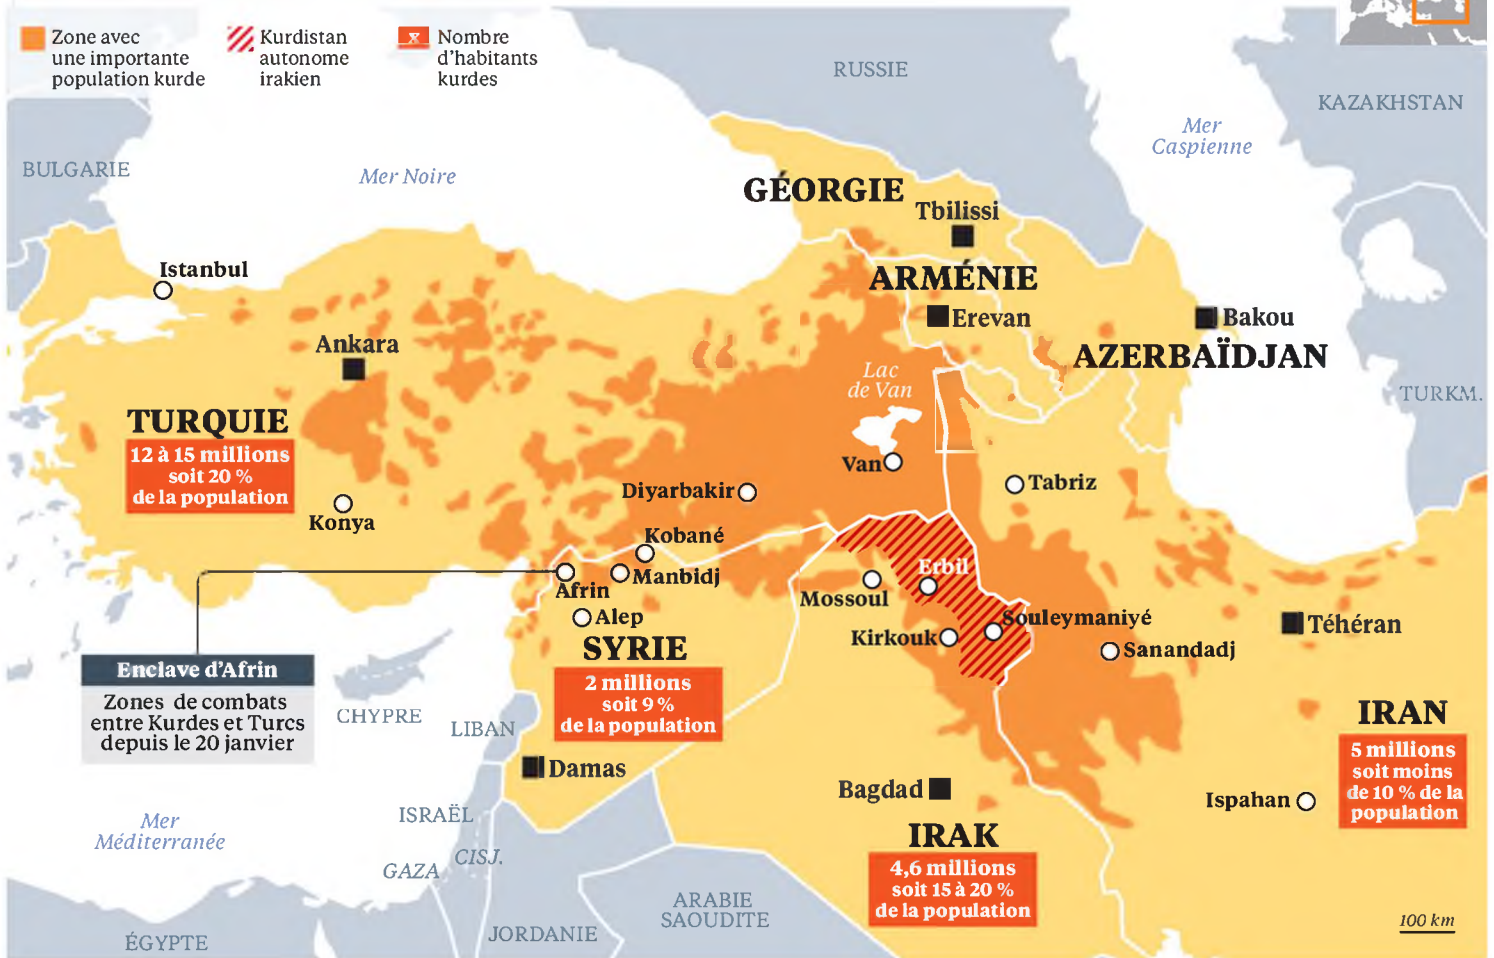 Zone avec
une importante
population kurde
Kurdistan
autonome
irakien
x
Nombre
d'habitants
kurdes
RUSSIE
KAZAKHSTAN
Mer
Caspienne
BULGARIE
Mer Noire
GÉORGIE
Tbilissi
Istanbul
ARMÉNIE
Erevan
Bakou
Ankara
AZERBAÏDJAN
Lac
de Van
TURKM.
TURQUIE
12 à 15 millions
soit 20 %
de la population
Van
Tabriz
Diyarbakir
Konya
Kobané
Erbil
Manbidj
Afrin
Mossoul
Alep
Souleymaniyé
Téhéran
Kirkouk
Sanandadj
SYRIE
2 millions
soit 9 %
de la population
Enclave d'Afrin
Zones de combats
entre Kurdes et Turcs
depuis le 20 janvier
CHYPRE
LIBAN
IRAN
5 millions
soit moins
de 10 % de la
population
Damas
Bagdad
Ispahan
ISRAËL
Mer
Méditerranée
IRAK
4,6 millions
soit 15 à 20 %
de la population
CISJ.
GAZA
ARABIE
SAOUDITE
100 km
JORDANIE
ÉGYPTE